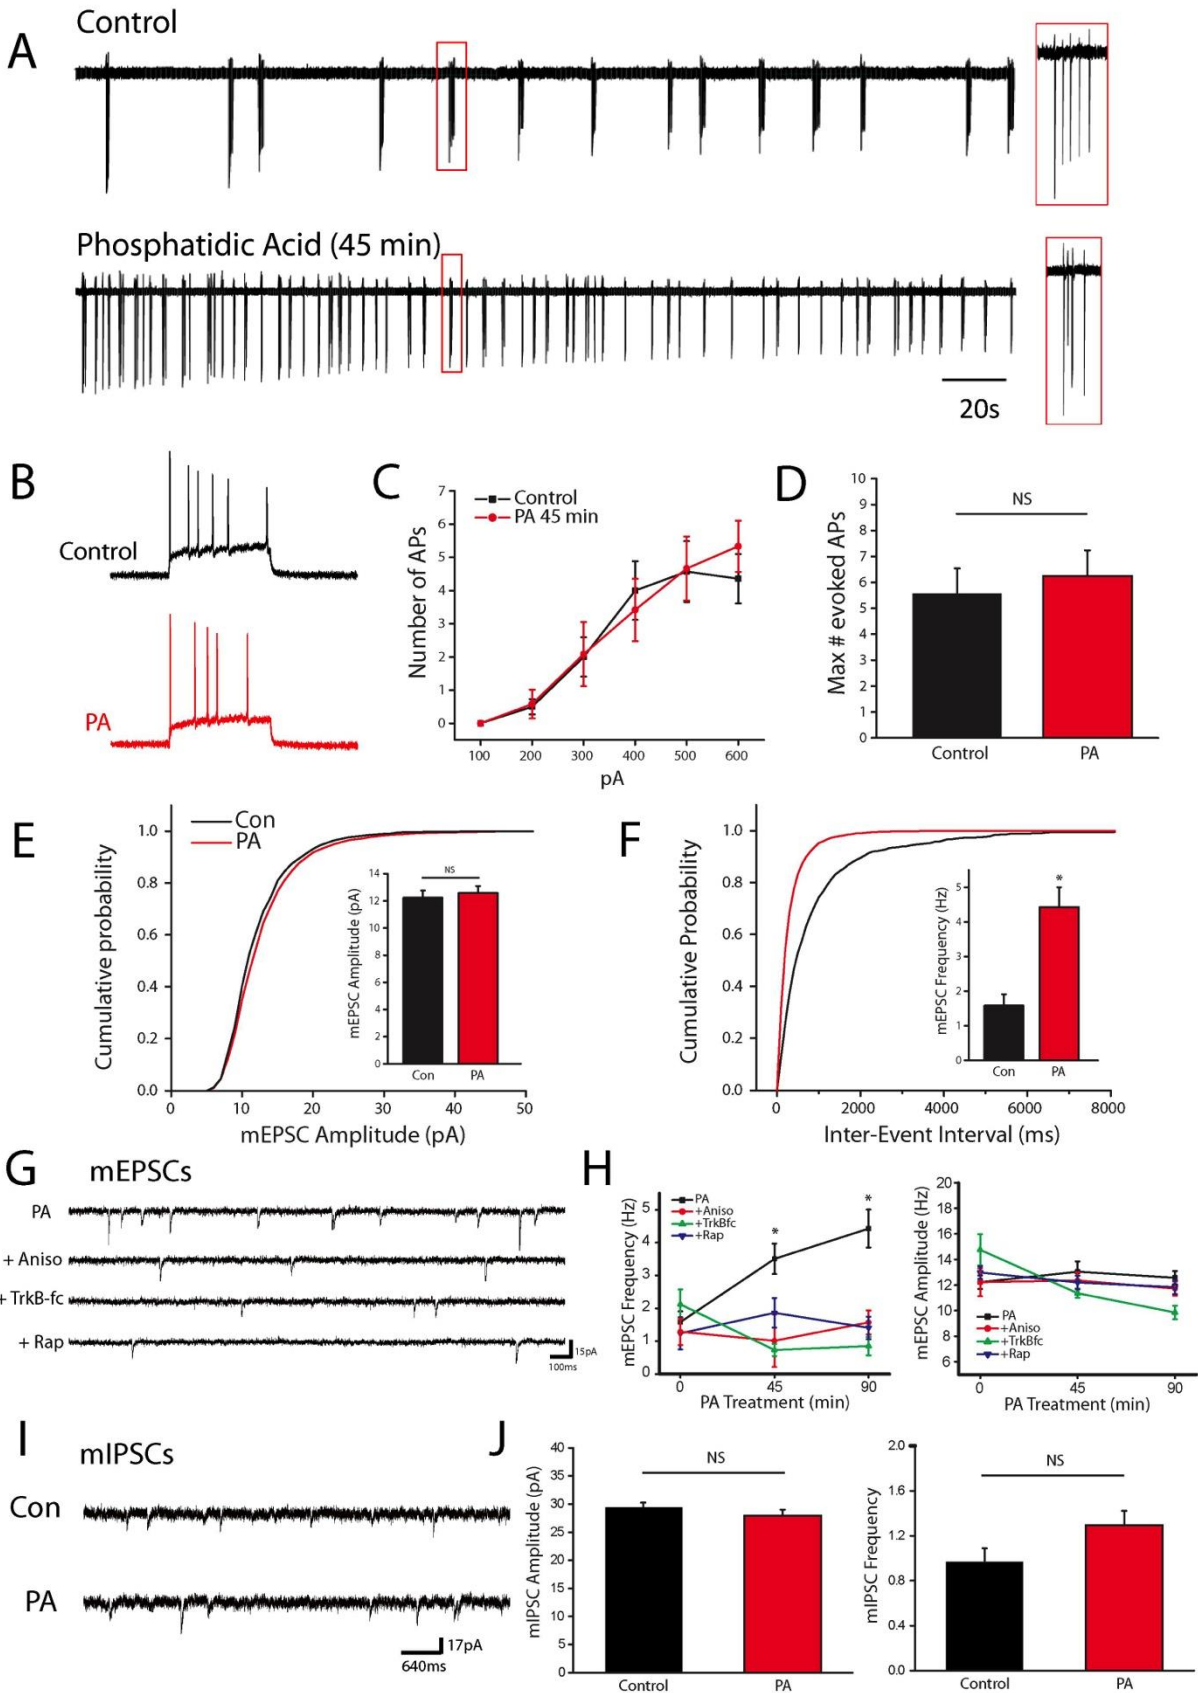 A
Control
Phosphatidic Acid (45 min)
20s
B
Control
PA
C
Number of APs
7
6
5
4
3
2
1
0
Control
PA 45 min
100 200 300 400 500 600
pA
D
Max # evoked APs
10
9
8
7
6
5
4
3
2
1
0
NS
Control PA
E
Cumulative probability
1.0
0.8
0.6
0.4
0.2
0.0
Con
PA
mEPSC Amplitude (pA)
14
12
10
8
6
4
2
0
NS
Con PA
0 10 20 30 40 50
mEPSC Amplitude (pA)
F
Cumulative Probability
1.0
0.8
0.6
0.4
0.2
0.0
mEPSC Frequency (Hz)
5
4
3
2
1
0
*
Con PA
0 2000 4000 6000 8000
Inter-Event Interval (ms)
G
mEPSCs
PA
+ Aniso
+ TrkB-fc
+ Rap
15pA
100ms
H
mEPSC Frequency (Hz)
5
4
3
2
1
0
PA
+Aniso
+TrkBfc
+Rap
*
*
0 45 90
PA Treatment (min)
mEPSC Amplitude (Hz)
20
18
16
14
12
10
8
6
PA
+Aniso
+TrkBfc
+Rap
0 45 90
PA Treatment (min)
I
mIPSCs
Con
PA
17pA
640ms
J
mIPSC Amplitude (pA)
40
35
30
25
20
15
10
5
0
NS
Control PA
mIPSC Frequency
2.0
1.6
1.2
0.8
0.4
0.0
NS
Control PA